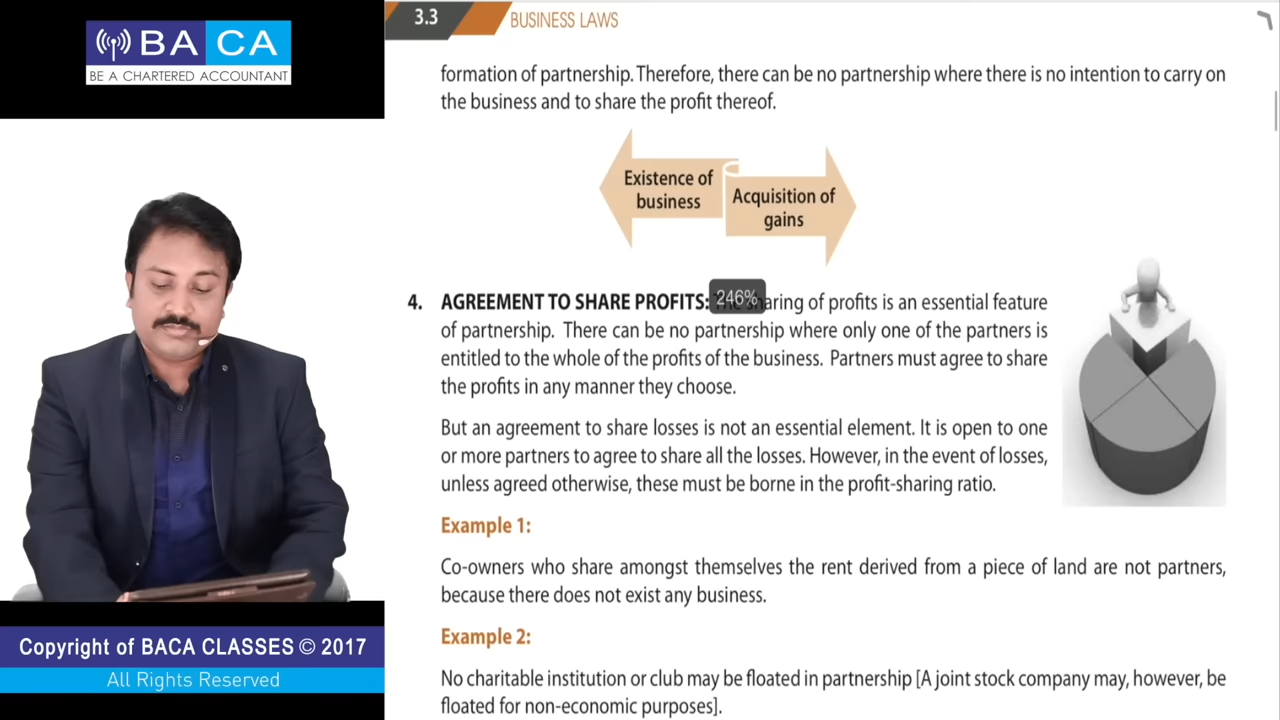 BA CA
BE A CHARTERED ACCOUNTANT
3.3 BUSINESS LAWS
formation of partnership. Therefore, there can be no partnership where there is no intention to carry on
the business and to share the profit thereof.
Existence of
business
Acquisition of
gains
4. AGREEMENT TO SHARE PROFITS: 246% sharing of profits is an essential feature
of partnership. There can be no partnership where only one of the partners is
entitled to the whole of the profits of the business. Partners must agree to share
the profits in any manner they choose.
But an agreement to share losses is not an essential element. It is open to one
or more partners to agree to share all the losses. However, in the event of losses,
unless agreed otherwise, these must be borne in the profit-sharing ratio.
Example 1:
Co-owners who share amongst themselves the rent derived from a piece of land are not partners,
because there does not exist any business.
Example 2:
No charitable institution or club may be floated in partnership [A joint stock company may, however, be
floated for non-economic purposes].
Copyright of BACA CLASSES © 2017
All Rights Reserved